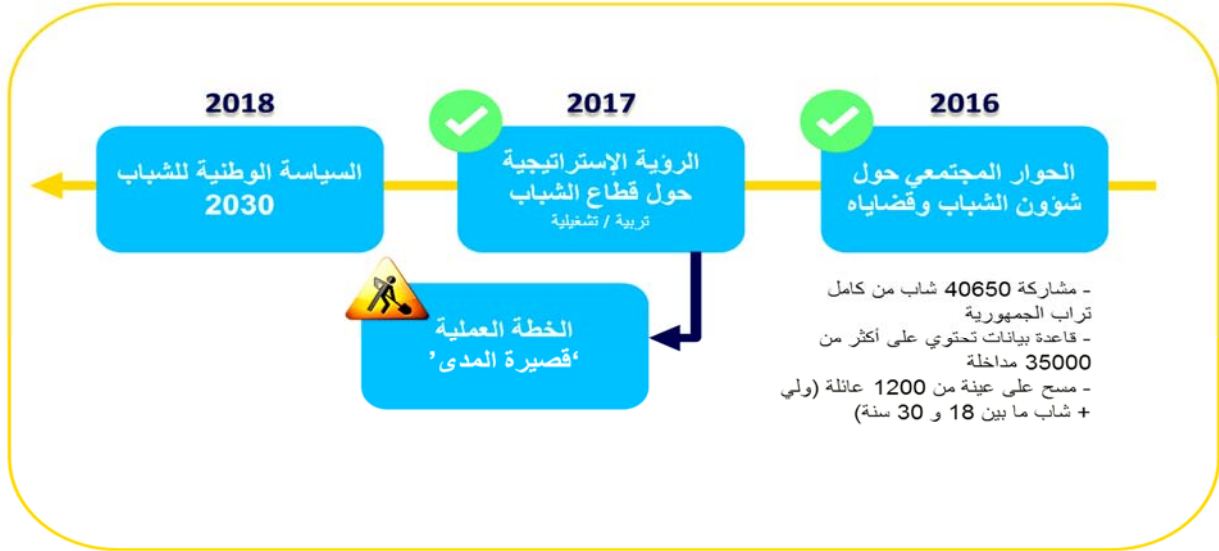 2016
الحوار المجتمعي حول
شؤون الشباب وقضاياه
- مشاركة 40650 شاب من كامل
تراب الجمهورية
- قاعدة بيانات تحتوي على أكثر من
35000 مداخلة
- مسح على عينة من 1200 عائلة (ولي
+ شاب ما بين 18 و 30 سنة)
2017
الرؤية الإستراتيجية
حول قطاع الشباب
تربية / تشغيلية
الخطة العملية
‘قصيرة المدى’
2018
السياسة الوطنية للشباب
2030